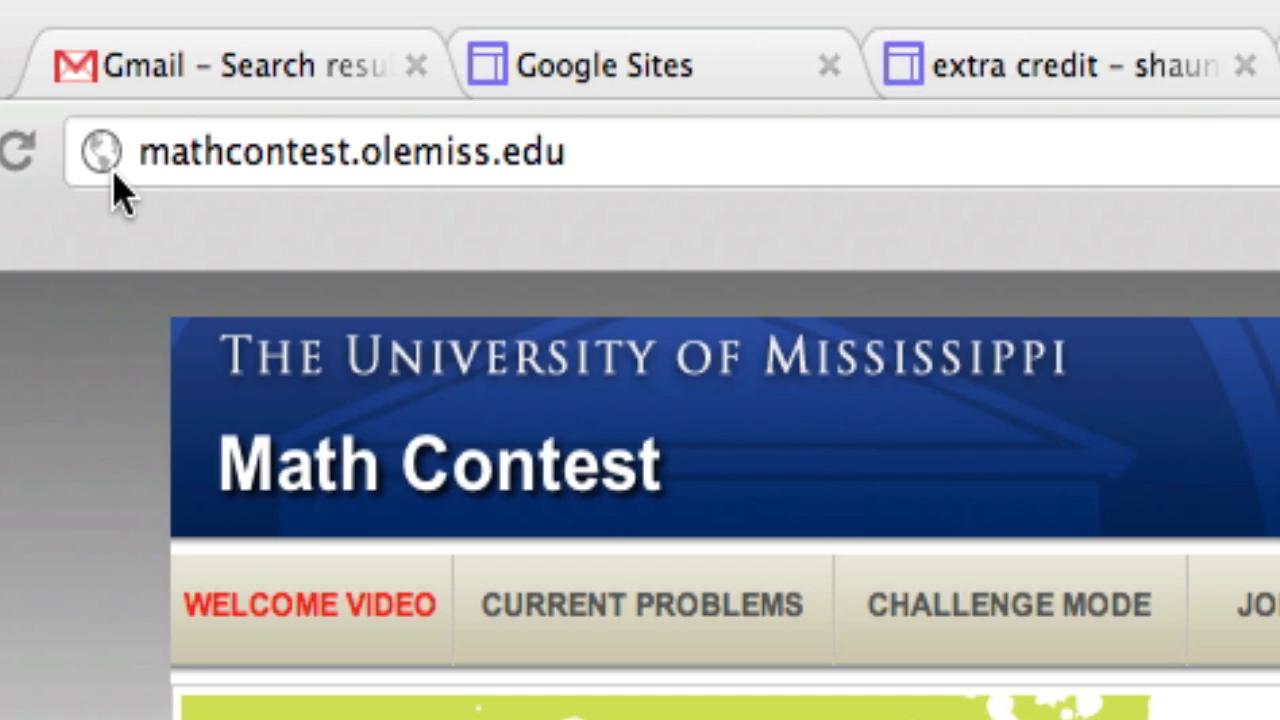 Gmail – Search resu
Google Sites
extra credit – shaun
mathcontest.olemiss.edu
THE UNIVERSITY OF MISSISSIPPI
Math Contest
WELCOME VIDEO
CURRENT PROBLEMS
CHALLENGE MODE